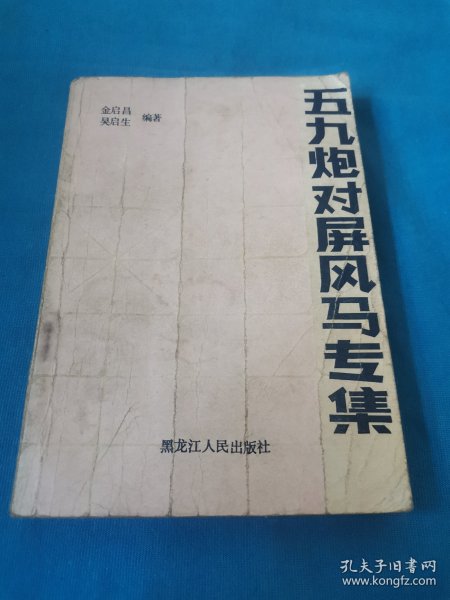 五九炮对屏风马专集
金启昌
吴启生
编著
黑龙江人民出版社
孔夫子旧书网
www.kongfz.com